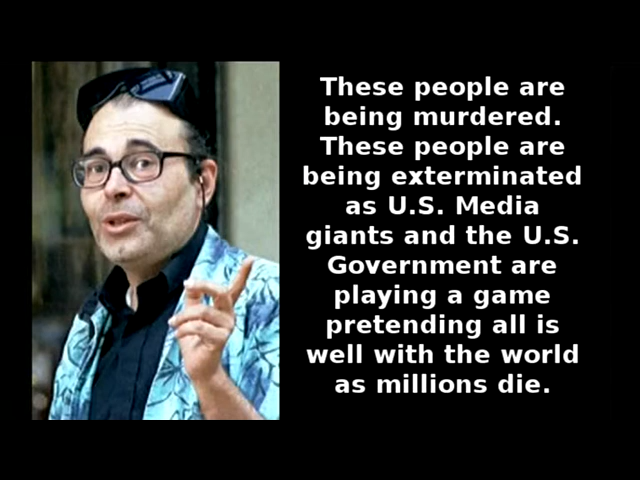 These people are
being murdered.
These people are
being exterminated
as U.S. Media
giants and the U.S.
Government are
playing a game
pretending all is
well with the world
as millions die.